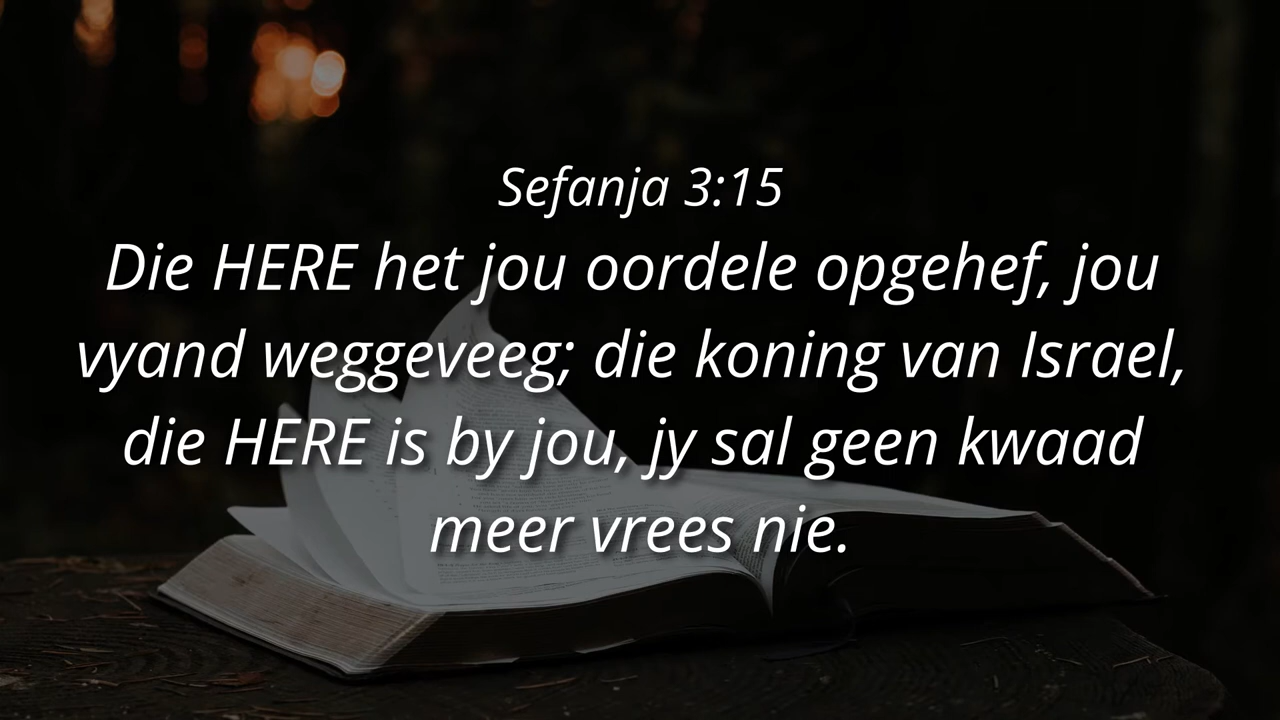 Sefanja 3:15
Die HERE het jou oordele opgehef, jou
vyand weggeveeg; die koning van Israel,
die HERE is by jou, jy sal geen kwaad
meer vrees nie.